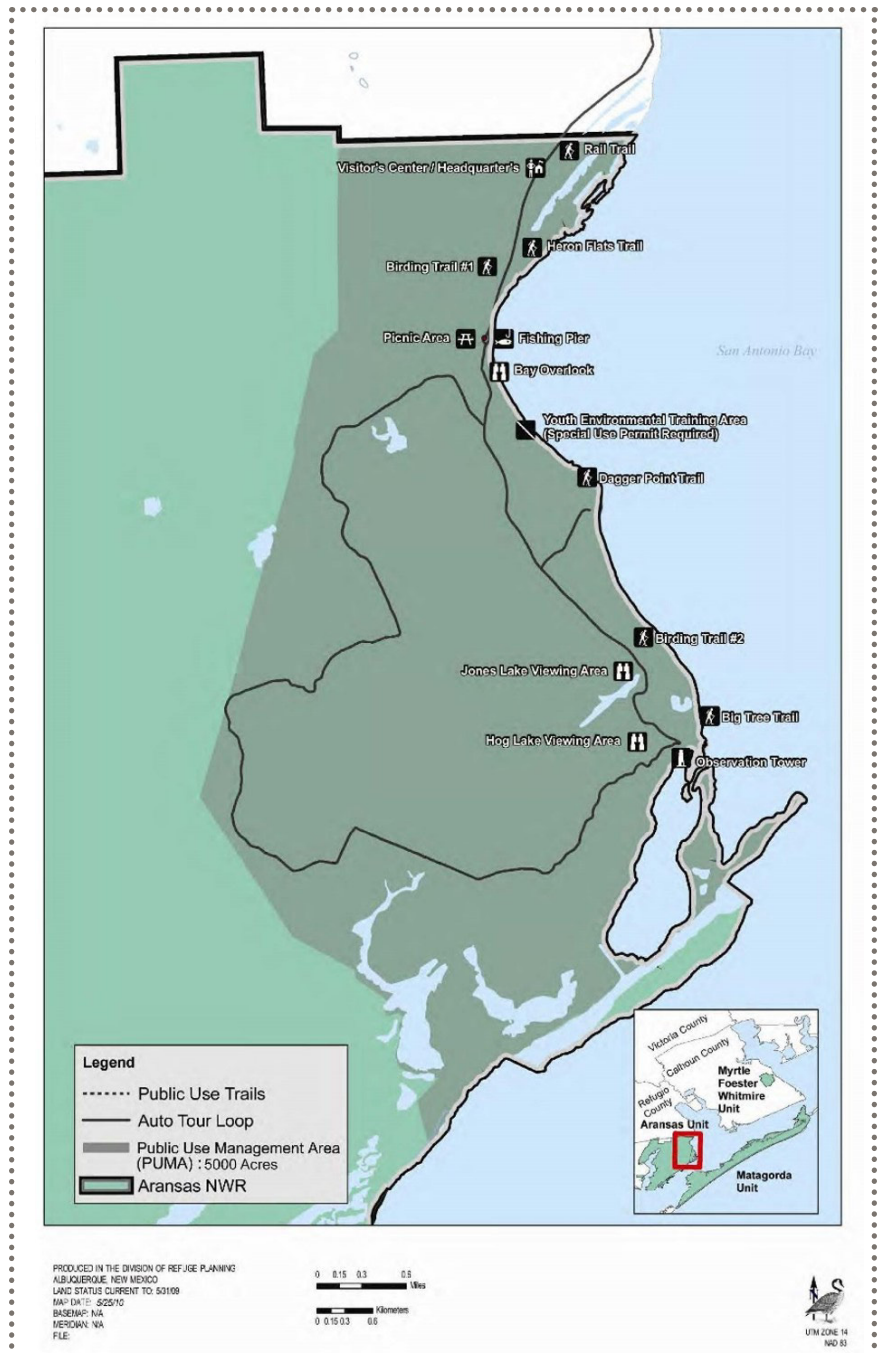 Rail Trail
Visitor's Center / Headquarter's
Heron Flats Trail
Birding Trail #1
Picnic Area
Fishing Pier
San Antonio Bay
Bay Overlook
Youth Environmental Training Area
(Special Use Permit Required)
Dagger Point Trail
Birding Trail #2
Jones Lake Viewing Area
Big Tree Trail
Hog Lake Viewing Area
Observation Tower
Victoria County
Calhoun County
Refugio
County
Myrtle
Foester
Whitmire
Unit
Aransas Unit
Matagorda
Unit
Legend
Public Use Trails
Auto Tour Loop
Public Use Management Area
(PUMA) : 5000 Acres
Aransas NWR
PRODUCED IN THE DIVISION OF REFUGE PLANNING
ALBUQUERQUE, NEW MEXICO
LAND STATUS CURRENT TO: 5/31/09
MAP DATE: 5/25/10
BASEMAP: N/A
MERIDIAN: N/A
FILE:
0 0.15 0.3 0.6
Miles
Kilometers
0 0.15 0.3 0.6
UTM ZONE 14
NAD 83